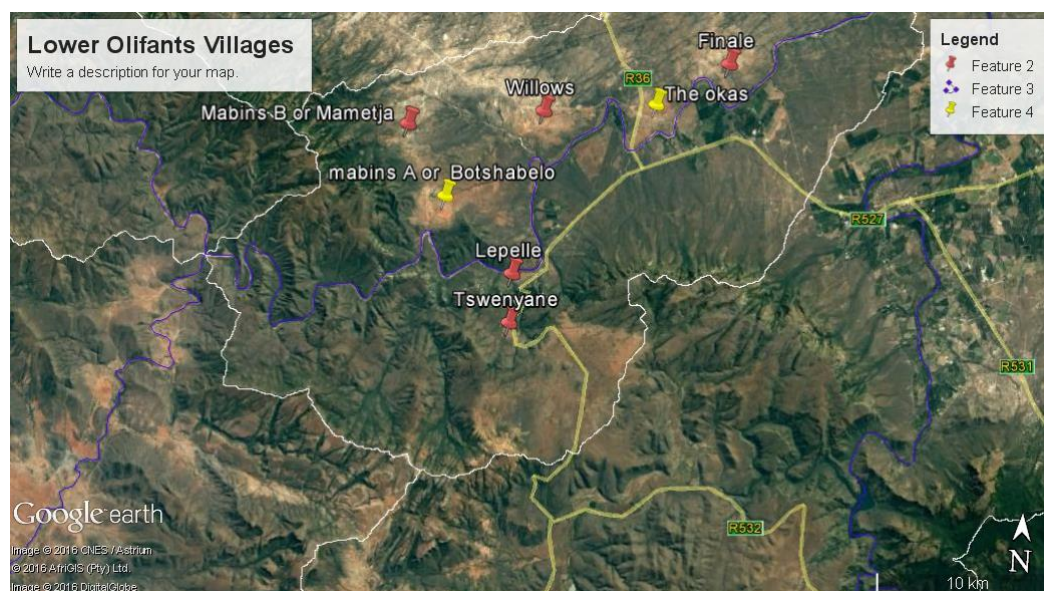 Lower Olifants Villages
Write a description for your map.
Legend
Feature 2
Feature 3
Feature 4
Finale
R36
The okas
Willows
Mabins B or Mametja
mabins A or Botshabelo
R527
Lepelle
Tswenyane
R531
R532
Google earth
Image © 2016 CNES / Astrium
© 2016 AfriGIS (Pty) Ltd.
Image © 2016 DigitalGlobe
N
10 km